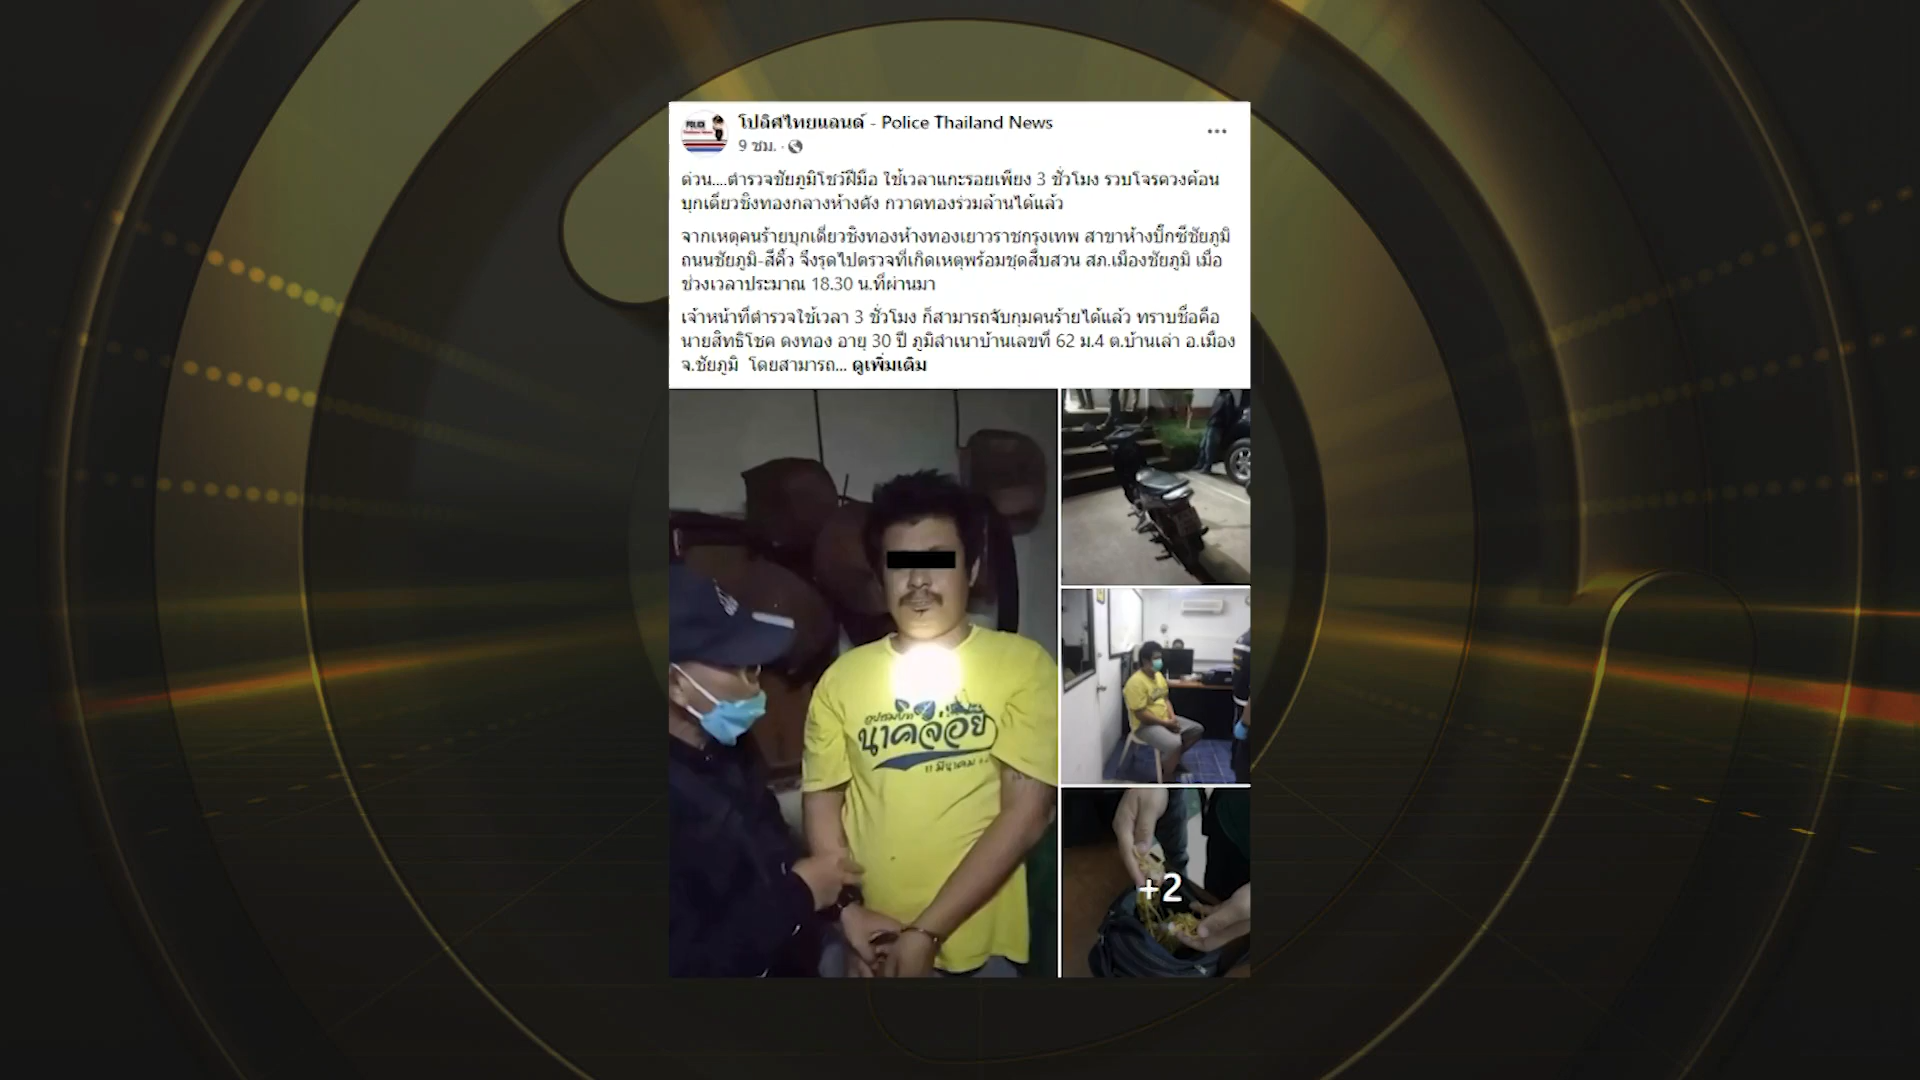 POLICE
โปลิศไทยแลนด์ - Police Thailand News
9 ชม.
ด่วน....ตำรวจชัยภูมิโชว์ฝีมือ ใช้เวลาแกะรอยเพียง 3 ชั่วโมง รวบโจรควงค้อน
บุกเดี่ยวชิงทองกลางห้างดัง กวาดทองร่วมล้านได้แล้ว
จากเหตุคนร้ายบุกเดี่ยวชิงทองห้างทองเยาวราชกรุงเทพ สาขาห้างบิ๊กซีชัยภูมิ
ถนนชัยภูมิ-สีคิ้ว จึงรุดไปตรวจที่เกิดเหตุพร้อมชุดสืบสวน สภ.เมืองชัยภูมิ เมื่อ
ช่วงเวลาประมาณ 18.30 น.ที่ผ่านมา
เจ้าหน้าที่ตำรวจใช้เวลา 3 ชั่วโมง ก็สามารถจับกุมคนร้ายได้แล้ว ทราบชื่อคือ
นายสิทธิโชค ดงทอง อายุ 30 ปี ภูมิลำเนาบ้านเลขที่ 62 ม.4 ต.บ้านเล่า อ.เมือง
จ.ชัยภูมิ โดยสามารถ... ดูเพิ่มเติม
นาคจ่อย
11 มีนาคม
+2